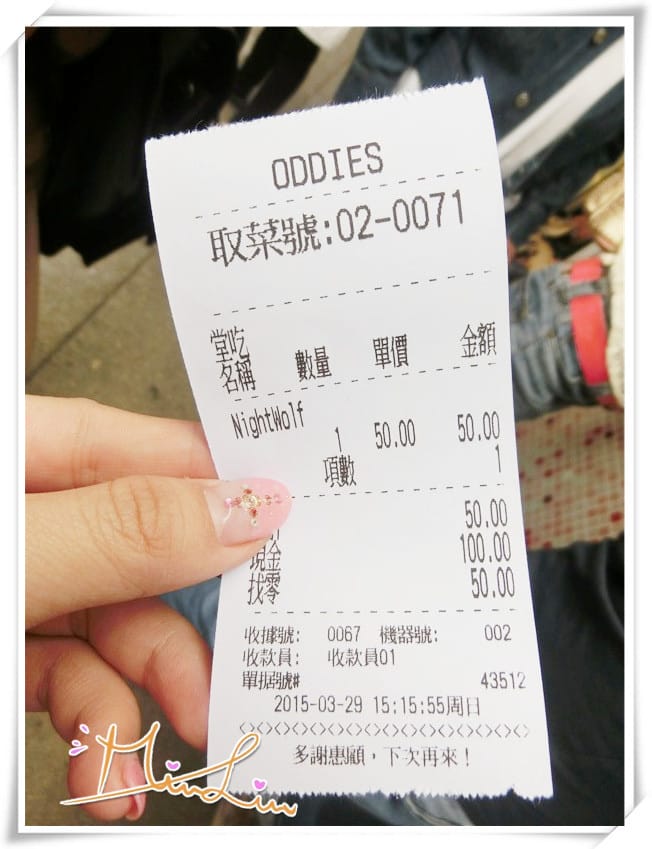 ODDIES
取菜號:02-0071
堂吃
名稱 數量 單價 金額
NightWolf
1 50.00 50.00
項數 1
50.00
現金 100.00
找零 50.00
收據號: 0067 機器號: 002
收款員: 收款員01
單据號# 43512
2015-03-29 15:15:55周日
多謝惠顧，下次再來！
MinLiu